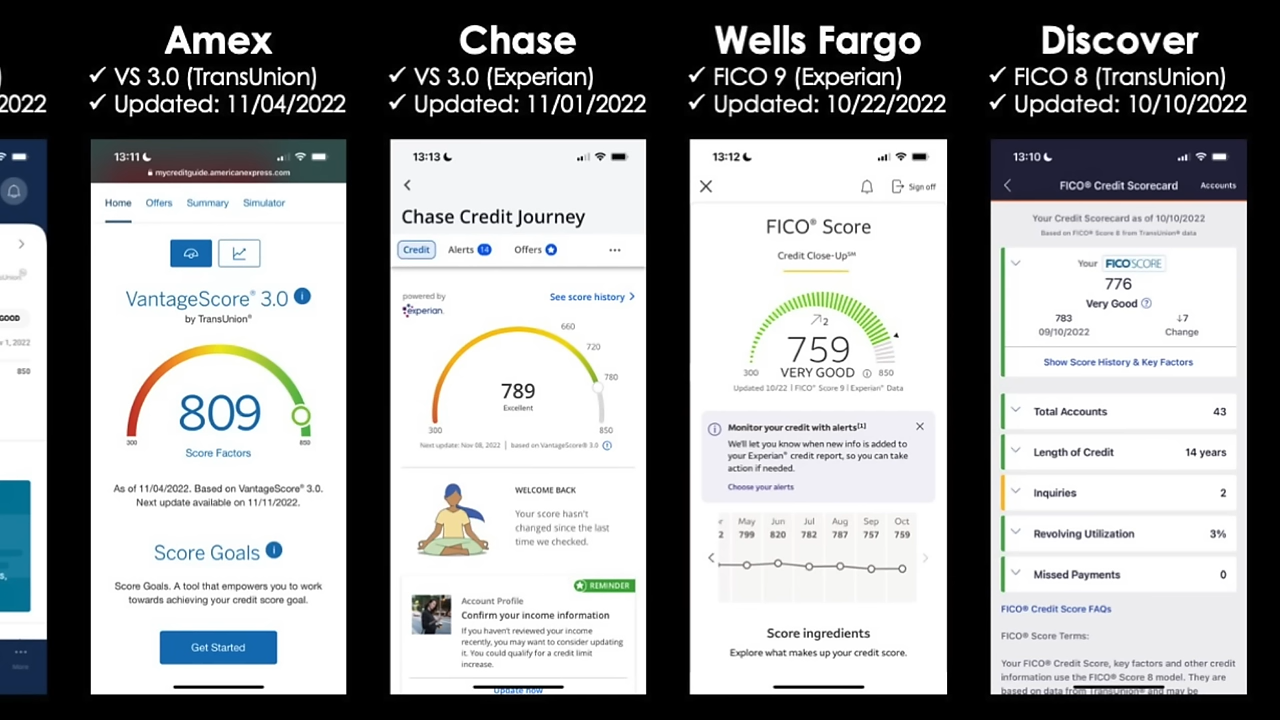 )
2022
GOOD
r 1, 2022
850
s,
More
Amex
✓ VS 3.0 (TransUnion)
✓ Updated: 11/04/2022
13:11
mycreditguide.americanexpress.com
Home Offers Summary Simulator
VantageScore® 3.0 i
by TransUnion®
809
300 850
Score Factors
As of 11/04/2022. Based on VantageScore® 3.0.
Next update available on 11/11/2022.
Score Goals i
Score Goals. A tool that empowers you to work
towards achieving your credit score goal.
Get Started
Chase
✓ VS 3.0 (Experian)
✓ Updated: 11/01/2022
13:13
Chase Credit Journey
Credit Alerts 14 Offers ...
powered by
experian.
See score history >
660
720
780
789
Excellent
300 850
Next update: Nov 08, 2022 | based on VantageScore® 3.0
WELCOME BACK
Your score hasn't
changed since the last
time we checked.
REMINDER
Account Profile
Confirm your income information
If you haven't reviewed your income
recently, you may want to consider updating
it. You could qualify for a credit limit
increase.
Update now
Wells Fargo
✓ FICO 9 (Experian)
✓ Updated: 10/22/2022
13:12
Sign off
FICO® Score
Credit Close-Up℠
2
759
300 VERY GOOD 850
Updated 10/22 | FICO® Score 9 | Experian® Data
Monitor your credit with alerts[1]
We'll let you know when new info is added to
your Experian® credit report, so you can take
action if needed.
Choose your alerts
r May Jun Jul Aug Sep Oct
2 799 820 782 787 757 759
Score ingredients
Explore what makes up your credit score.
Discover
✓ FICO 8 (TransUnion)
✓ Updated: 10/10/2022
13:10
FICO® Credit Scorecard Accounts
Your Credit Scorecard as of 10/10/2022
Based on FICO® Score 8 from TransUnion® data
Your FICO SCORE
776
Very Good ?
783 ↓7
09/10/2022 Change
Show Score History & Key Factors
Total Accounts 43
Length of Credit 14 years
Inquiries 2
Revolving Utilization 3%
Missed Payments 0
FICO® Credit Score FAQs
FICO® Score Terms:
Your FICO® Credit Score, key factors and other credit
information use the FICO® Score 8 model. They are
based on data from TransUnion® and may be